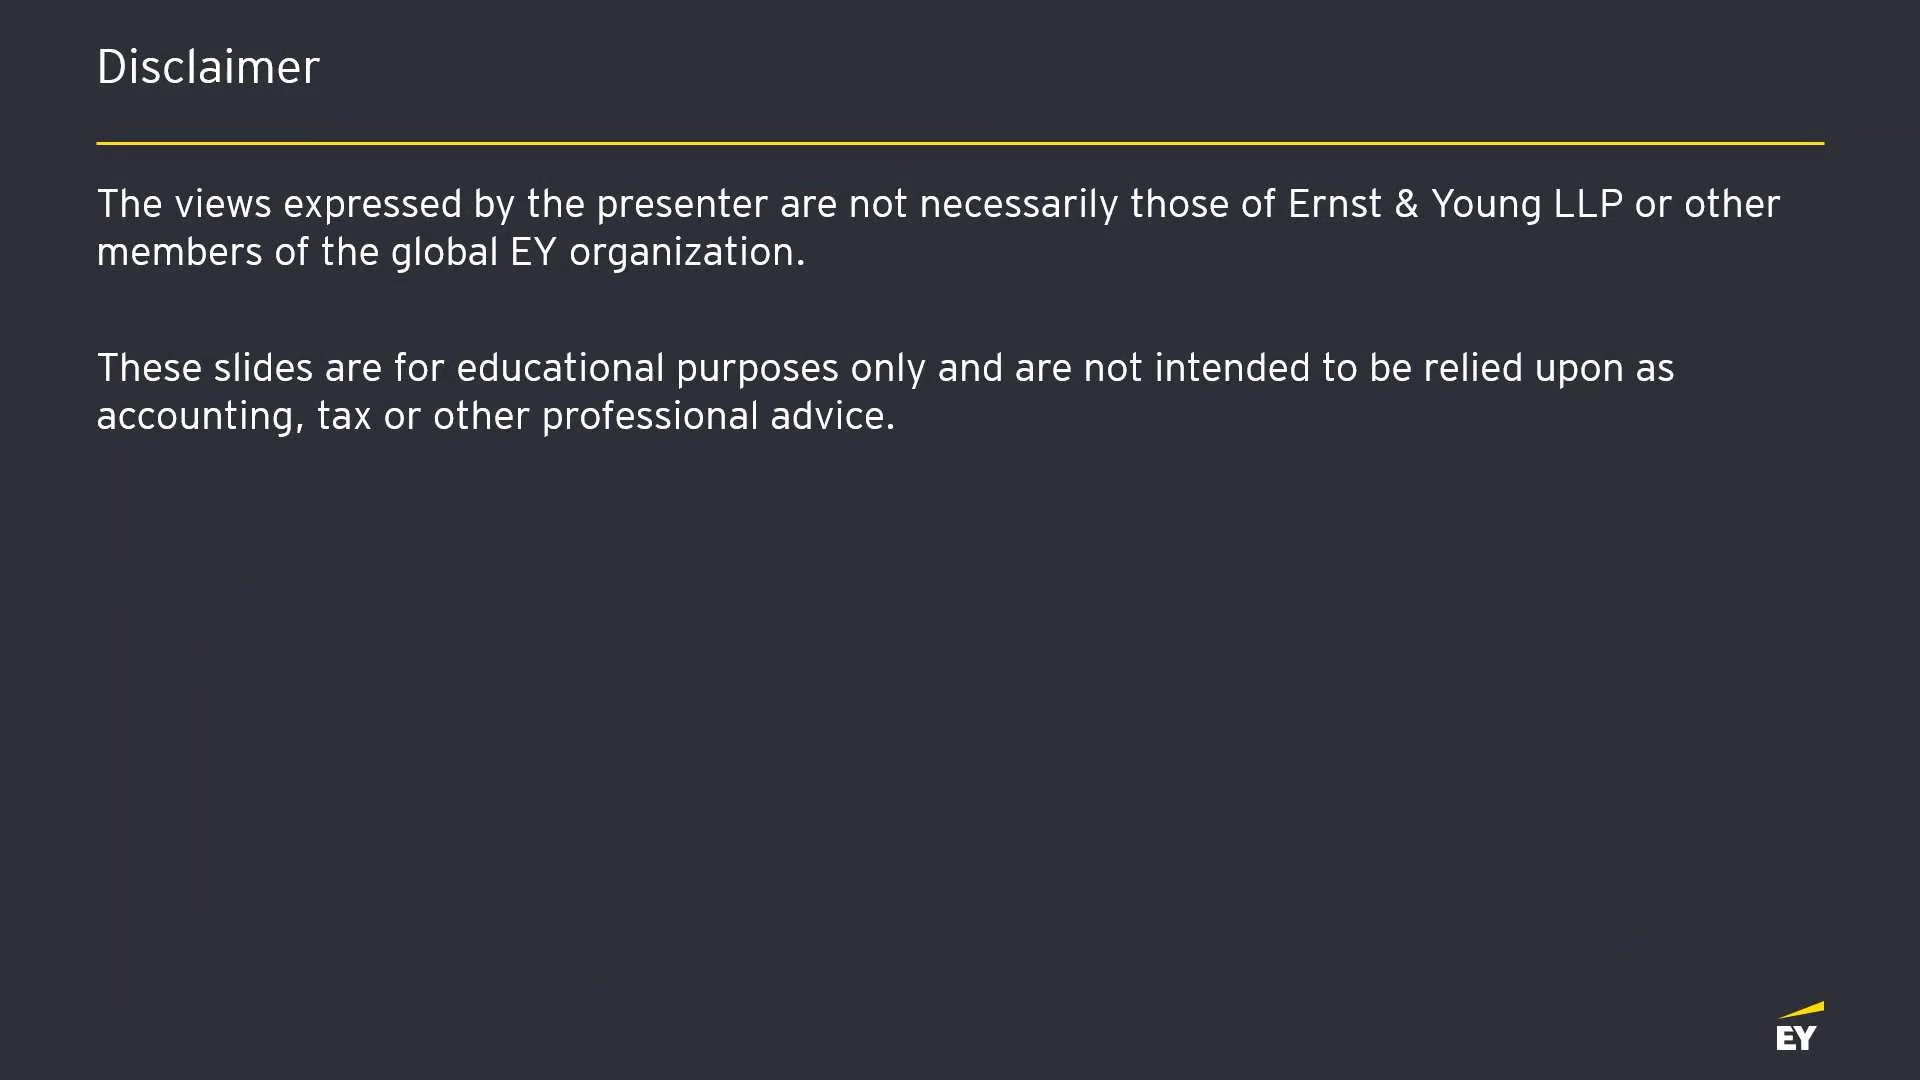 Disclaimer
The views expressed by the presenter are not necessarily those of Ernst & Young LLP or other
members of the global EY organization.
These slides are for educational purposes only and are not intended to be relied upon as
accounting, tax or other professional advice.
EY